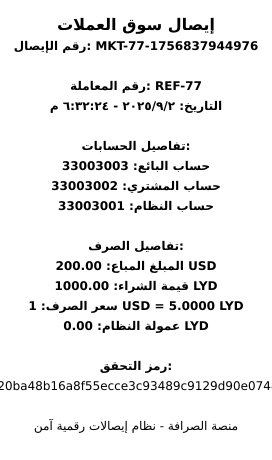 إيصال سوق العملات
رقم الإيصال: MKT-77-1756837944976
رقم المعاملة: REF-77
التاريخ: ٢٠٢٥/٩/٢ - ٦:٣٢:٢٤ م
تفاصيل الحسابات:
حساب البائع: 33003003
حساب المشتري: 33003002
حساب النظام: 33003001
تفاصيل الصرف:
المبلغ المباع: 200.00 USD
قيمة الشراء: 1000.00 LYD
سعر الصرف: 1 USD = 5.0000 LYD
عمولة النظام: 0.00 LYD
رمز التحقق:
20ba48b16a8f55ecce3c93489c9129d90e074
منصة الصرافة - نظام إيصالات رقمية آمن